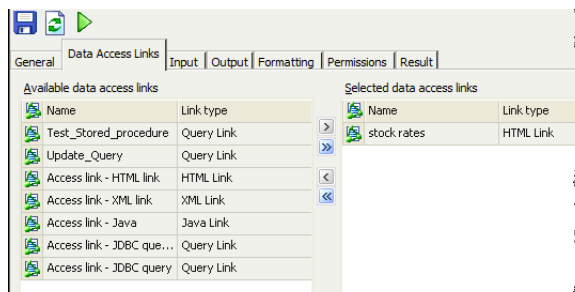 General Data Access Links Input Output Formatting Permissions Result
Available data access links
Name Link type
Test_Stored_procedure Query Link
Update_Query Query Link
Access link - HTML link HTML Link
Access link - XML link XML Link
Access link - Java Java Link
Access link - JDBC que... Query Link
Access link - JDBC query Query Link
Selected data access links
Name Link type
stock rates HTML Link